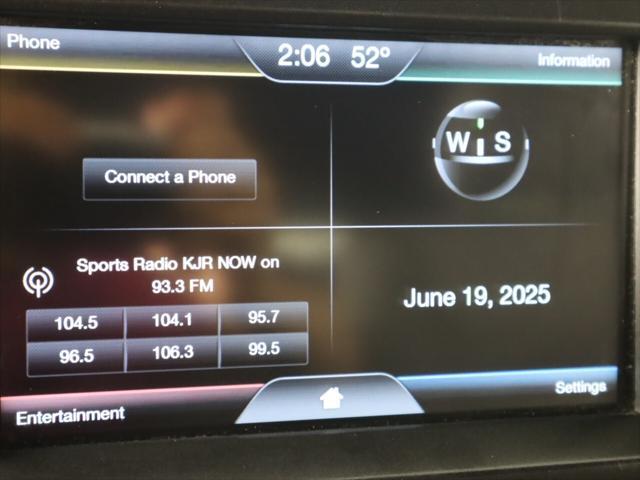 Phone
2:06 52°
Information
W S
Connect a Phone
Sports Radio KJR NOW on
93.3 FM
104.5 104.1 95.7
96.5 106.3 99.5
June 19, 2025
Entertainment
Settings